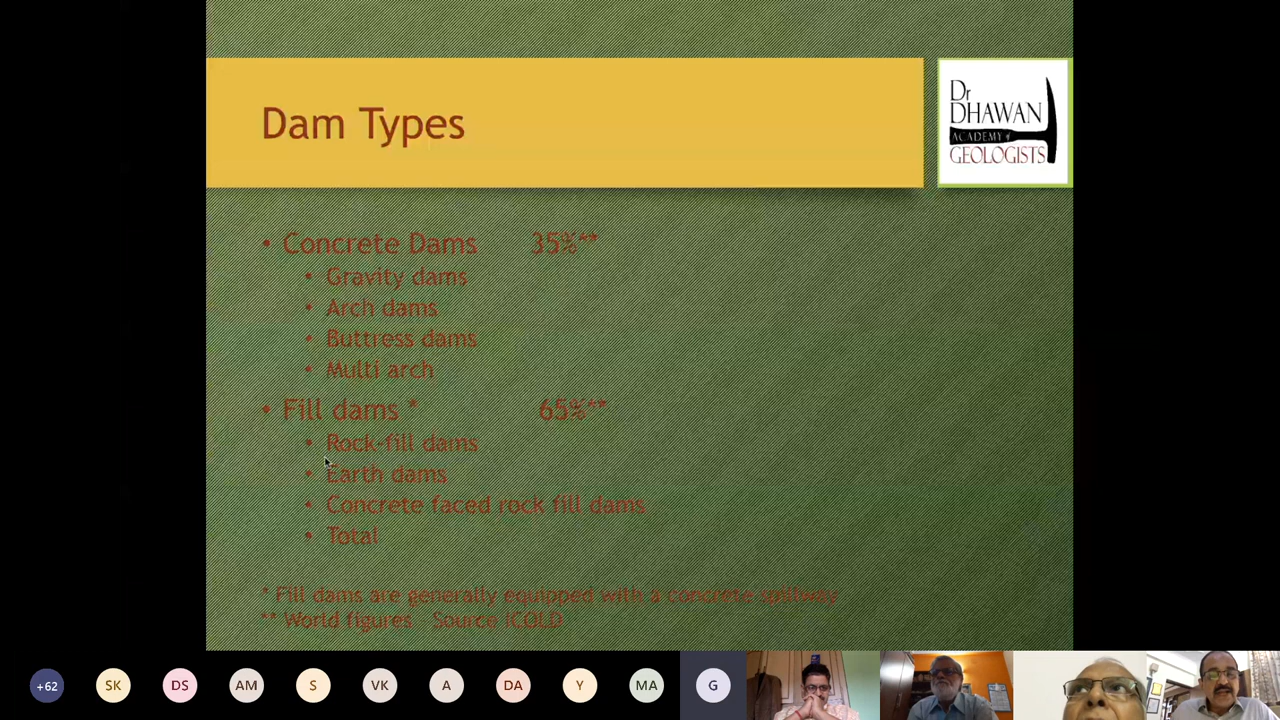 Dam Types
Dr
DHAWAN
ACADEMY of
GEOLOGISTS
• Concrete Dams 35%**
• Gravity dams
• Arch dams
• Buttress dams
• Multi arch
• Fill dams * 65%**
• Rock-fill dams
• Earth dams
• Concrete faced rock fill dams
• Total
* Fill dams are generally equipped with a concrete spillway
** World figures - Source ICOLD
+62 SK DS AM S VK A DA Y MA G